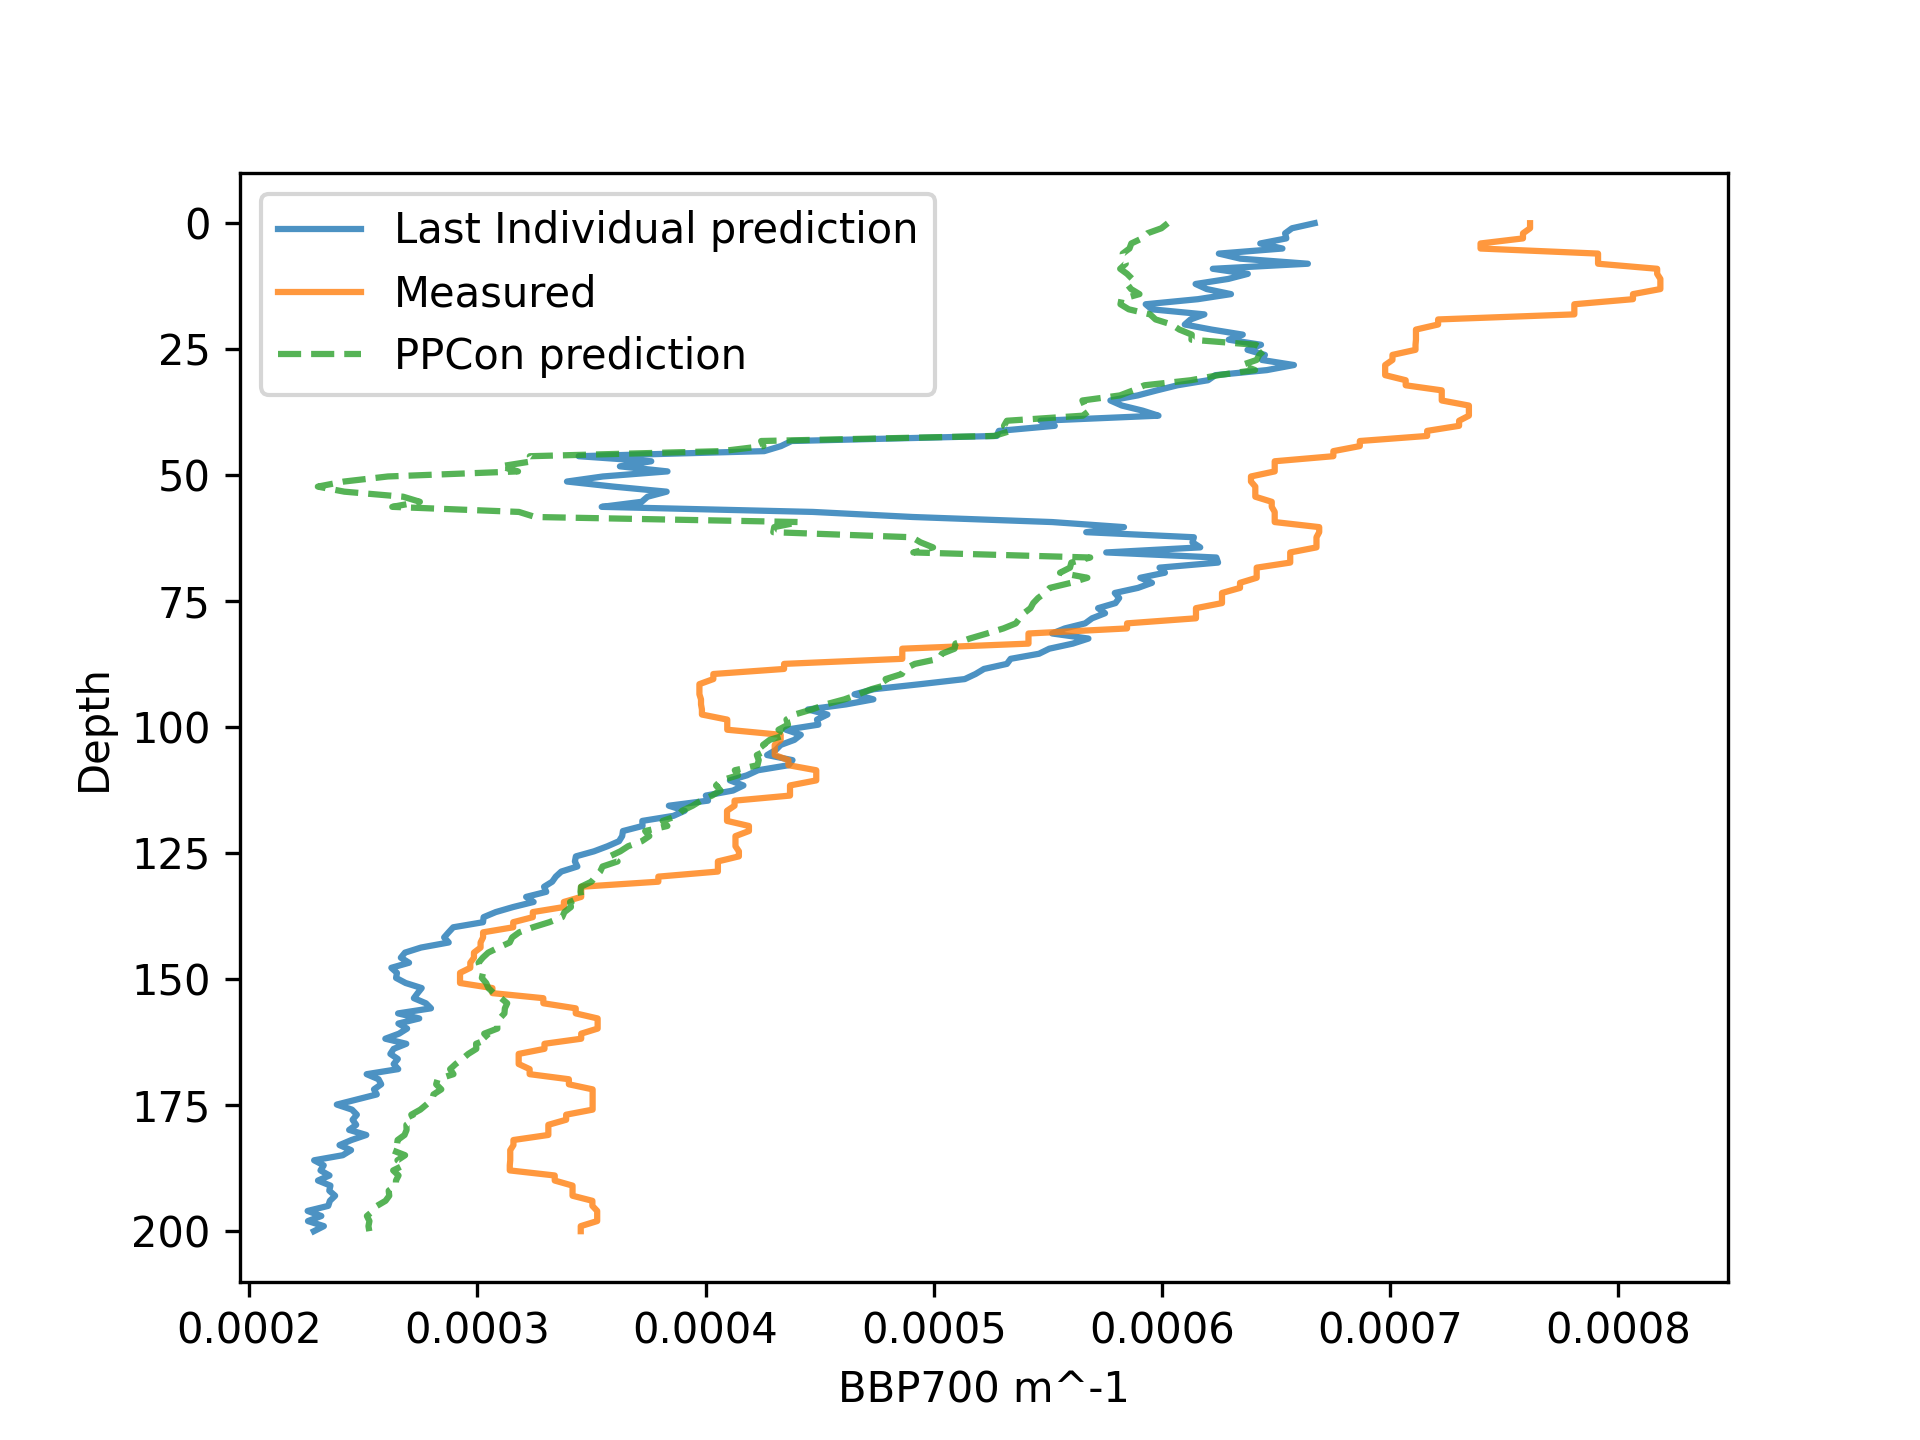 Last Individual prediction
Measured
PPCon prediction
0
25
50
75
100
125
150
175
200
Depth
0.0002 0.0003 0.0004 0.0005 0.0006 0.0007 0.0008
BBP700 m^-1